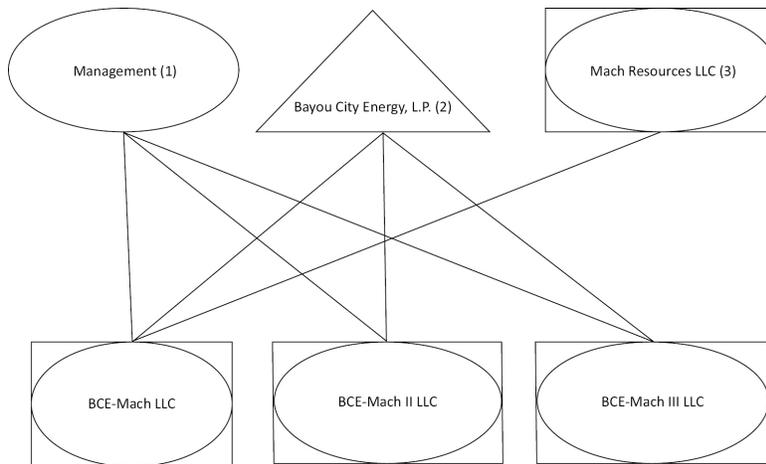 Management (1)
Bayou City Energy, L.P. (2)
Mach Resources LLC (3)
BCE-Mach LLC
BCE-Mach II LLC
BCE-Mach III LLC